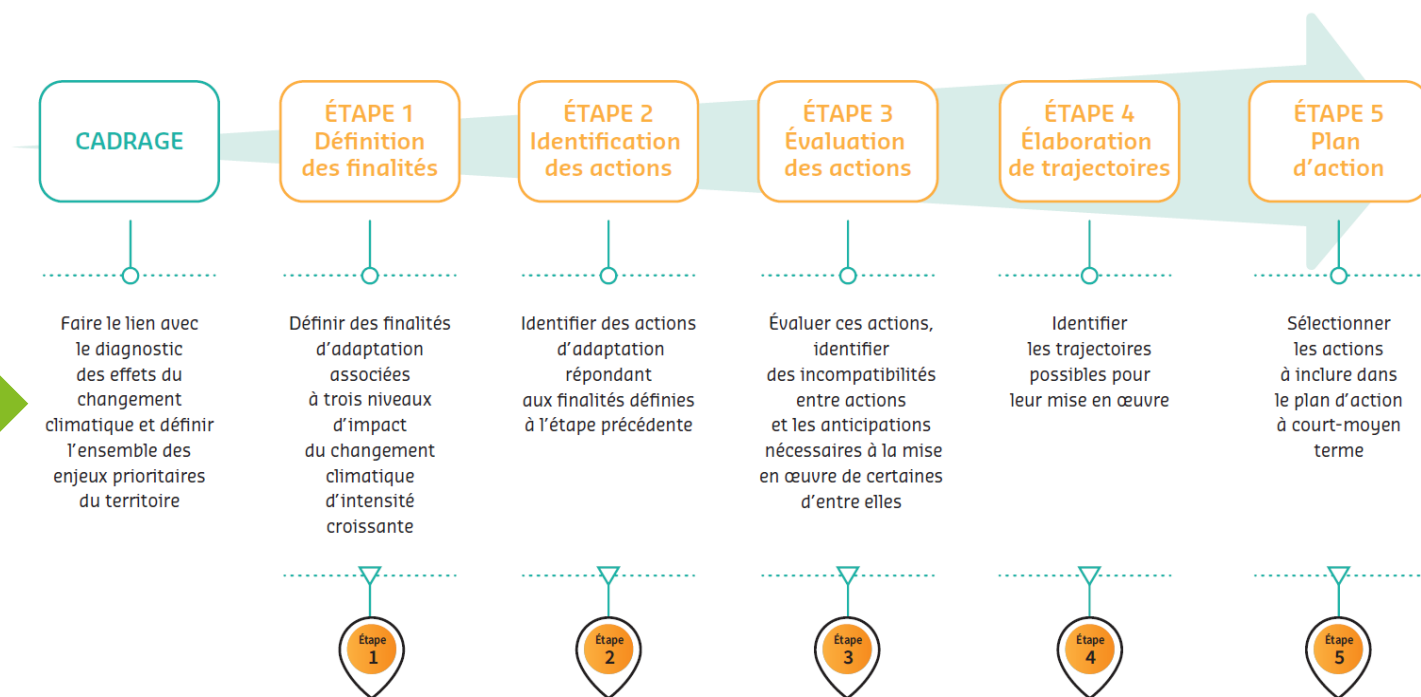 CADRAGE
ÉTAPE 1
Définition
des finalités
ÉTAPE 2
Identification
des actions
ÉTAPE 3
Évaluation
des actions
ÉTAPE 4
Élaboration
de trajectoires
ÉTAPE 5
Plan
d'action
Faire le lien avec
le diagnostic
des effets du
changement
climatique et définir
l'ensemble des
enjeux prioritaires
du territoire
Définir des finalités
d'adaptation
associées
à trois niveaux
d'impact
du changement
climatique
d'intensité
croissante
Identifier des actions
d'adaptation
répondant
aux finalités définies
à l'étape précédente
Évaluer ces actions,
identifier
des incompatibilités
entre actions
et les anticipations
nécessaires à la mise
en œuvre de certaines
d'entre elles
Identifier
les trajectoires
possibles pour
leur mise en œuvre
Sélectionner
les actions
à inclure dans
le plan d'action
à court-moyen
terme
Étape
1
Étape
2
Étape
3
Étape
4
Étape
5